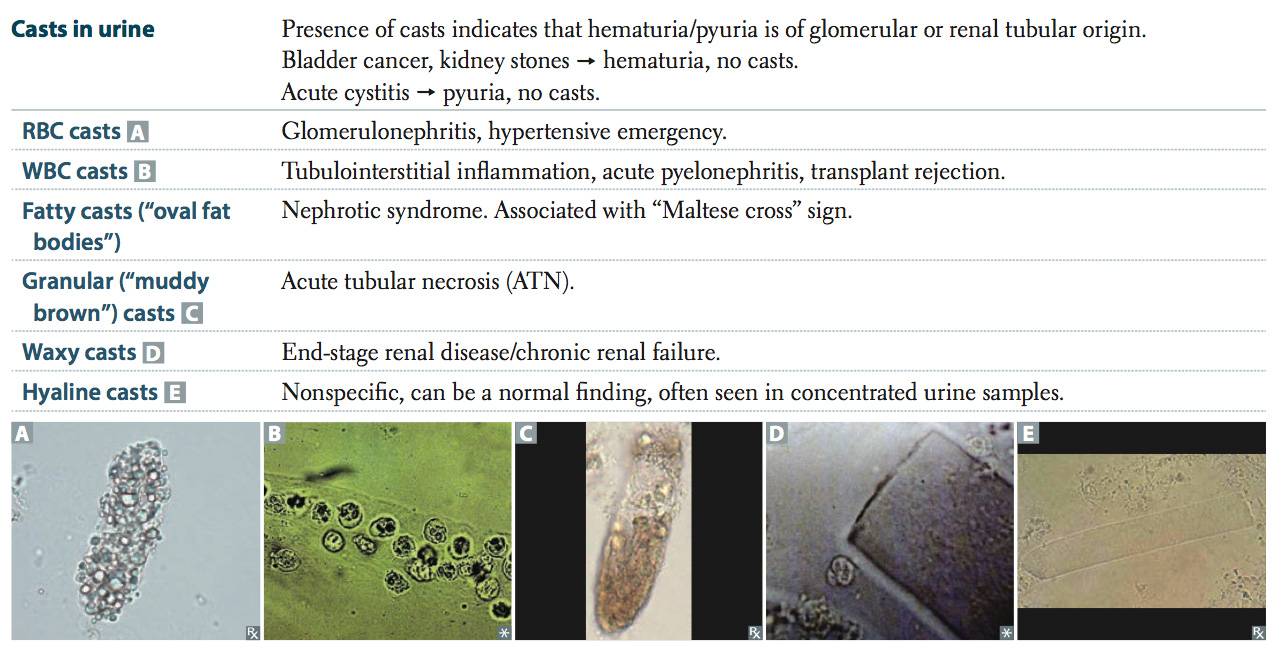 Casts in urine
Presence of casts indicates that hematuria/pyuria is of glomerular or renal tubular origin.
Bladder cancer, kidney stones → hematuria, no casts.
Acute cystitis → pyuria, no casts.
RBC casts A
Glomerulonephritis, hypertensive emergency.
WBC casts B
Tubulointerstitial inflammation, acute pyelonephritis, transplant rejection.
Fatty casts (“oval fat
bodies”)
Nephrotic syndrome. Associated with “Maltese cross” sign.
Granular (“muddy
brown”) casts C
Acute tubular necrosis (ATN).
Waxy casts D
End-stage renal disease/chronic renal failure.
Hyaline casts E
Nonspecific, can be a normal finding, often seen in concentrated urine samples.
A
B
C
D
E
℞
*
℞
*
℞